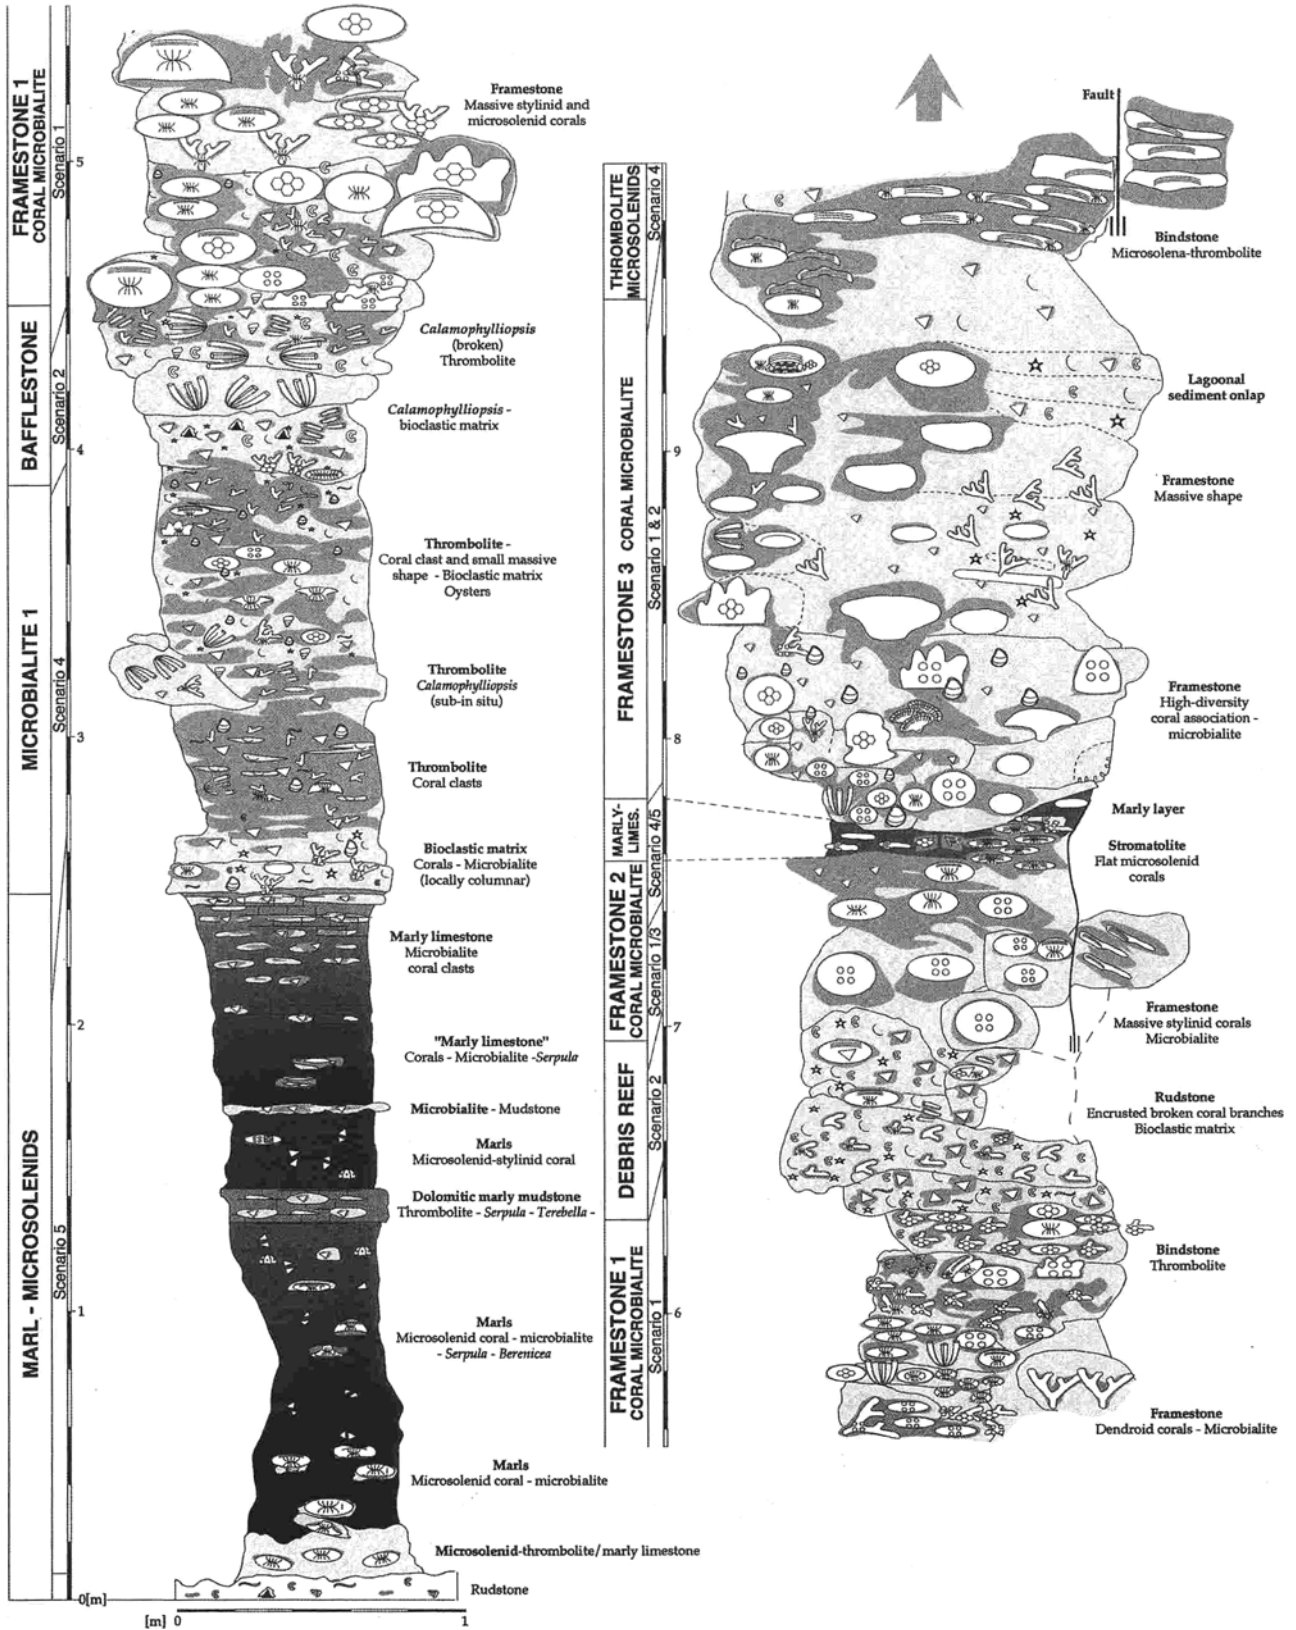 FRAMESTONE 1
CORAL MICROBIALITE
Scenario 1
5
Framestone
Massive stylinid and
microsolenid corals
BAFFLESTONE
Scenario 2
4
Calamophylliopsis
(broken)
Thrombolite
Calamophylliopsis -
bioclastic matrix
MICROBIALITE 1
Scenario 4
3
Thrombolite -
Coral clast and small massive
shape - Bioclastic matrix
Oysters
Thrombolite
Calamophylliopsis
(sub-in situ)
Thrombolite
Coral clasts
Bioclastic matrix
Corals - Microbialite
(locally columnar)
MARL - MICROSOLENIDS
Scenario 5
2
1
0[m]
Marly limestone
Microbialite
coral clasts
"Marly limestone"
Corals - Microbialite -Serpula
Microbialite - Mudstone
Marls
Microsolenid-stylinid coral
Dolomitic marly mudstone
Thrombolite - Serpula - Terebella -
Marls
Microsolenid coral - microbialite
- Serpula - Berenicea
Marls
Microsolenid coral - microbialite
Microsolenid-thrombolite/marly limestone
Rudstone
[m] 0 1
Fault
THROMBOLITE
MICROSOLENIDS
Scenario 4
Bindstone
Microsolena-thrombolite
Lagoonal
sediment onlap
FRAMESTONE 3 CORAL MICROBIALITE
Scenario 1 & 2
9
8
Framestone
Massive shape
Framestone
High-diversity
coral association -
microbialite
MARLY-
LIMES.
Scenario 4/5
Marly layer
Stromatolite
Flat microsolenid
corals
FRAMESTONE 2
CORAL MICROBIALITE
Scenario 1/3
7
Framestone
Massive stylinid corals
Microbialite
DEBRIS REEF
Scenario 2
Rudstone
Encrusted broken coral branches
Bioclastic matrix
FRAMESTONE 1
CORAL MICROBIALITE
Scenario 1
6
Bindstone
Thrombolite
Framestone
Dendroid corals - Microbialite